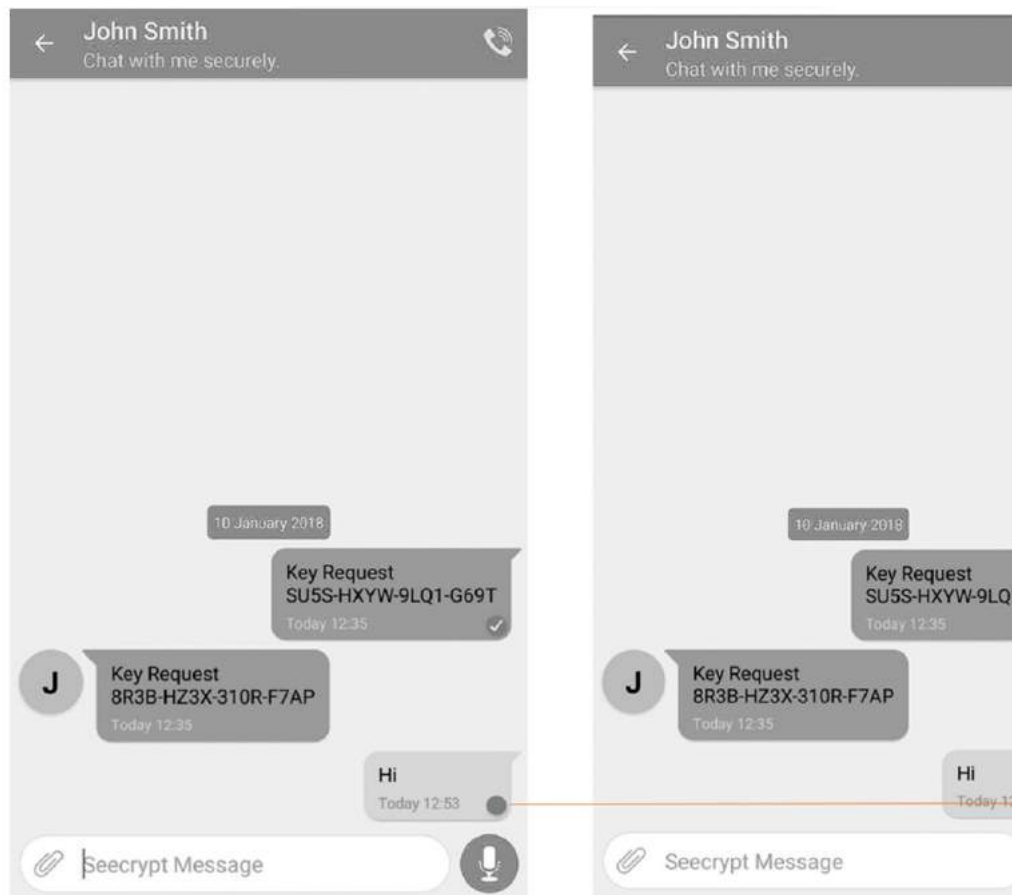 John Smith
Chat with me securely.
10 January 2018
Key Request
SU5S-HXYW-9LQ1-G69T
Today 12:35
J
Key Request
8R3B-HZ3X-310R-F7AP
Today 12:35
Hi
Today 12:53
Seecrypt Message
John Smith
Chat with me securely.
10 January 2018
Key Request
SU5S-HXYW-9LQ
Today 12:35
J
Key Request
8R3B-HZ3X-310R-F7AP
Today 12:35
Hi
Today
Seecrypt Message